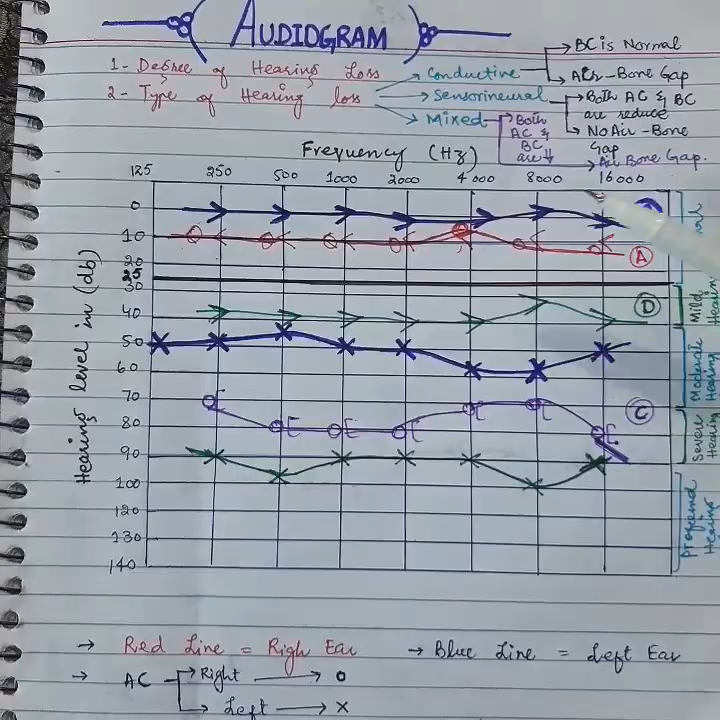 AUDIOGRAM
1 - Degree of Hearing Loss
2 - Type of Hearing loss
Conductive
BC is Normal
Air-Bone Gap
Sensorineural
Both AC & BC
are reduce
No Air-Bone
Gap
Mixed
Both
AC &
BC
are ↓
Air Bone Gap.
Frequency (Hz)
125 250 500 1000 2000 4000 8000 16000
Hearing level in (db)
0
10
20
25
30
40
50
60
70
80
90
100
120
130
140
A
D
C
Mild
Moderate
Hearing
Severe
Hearing
Hearing
→ Red Line = Righ Ear → Blue Line = Left Ear
→ AC → Right → O
→ Left → X